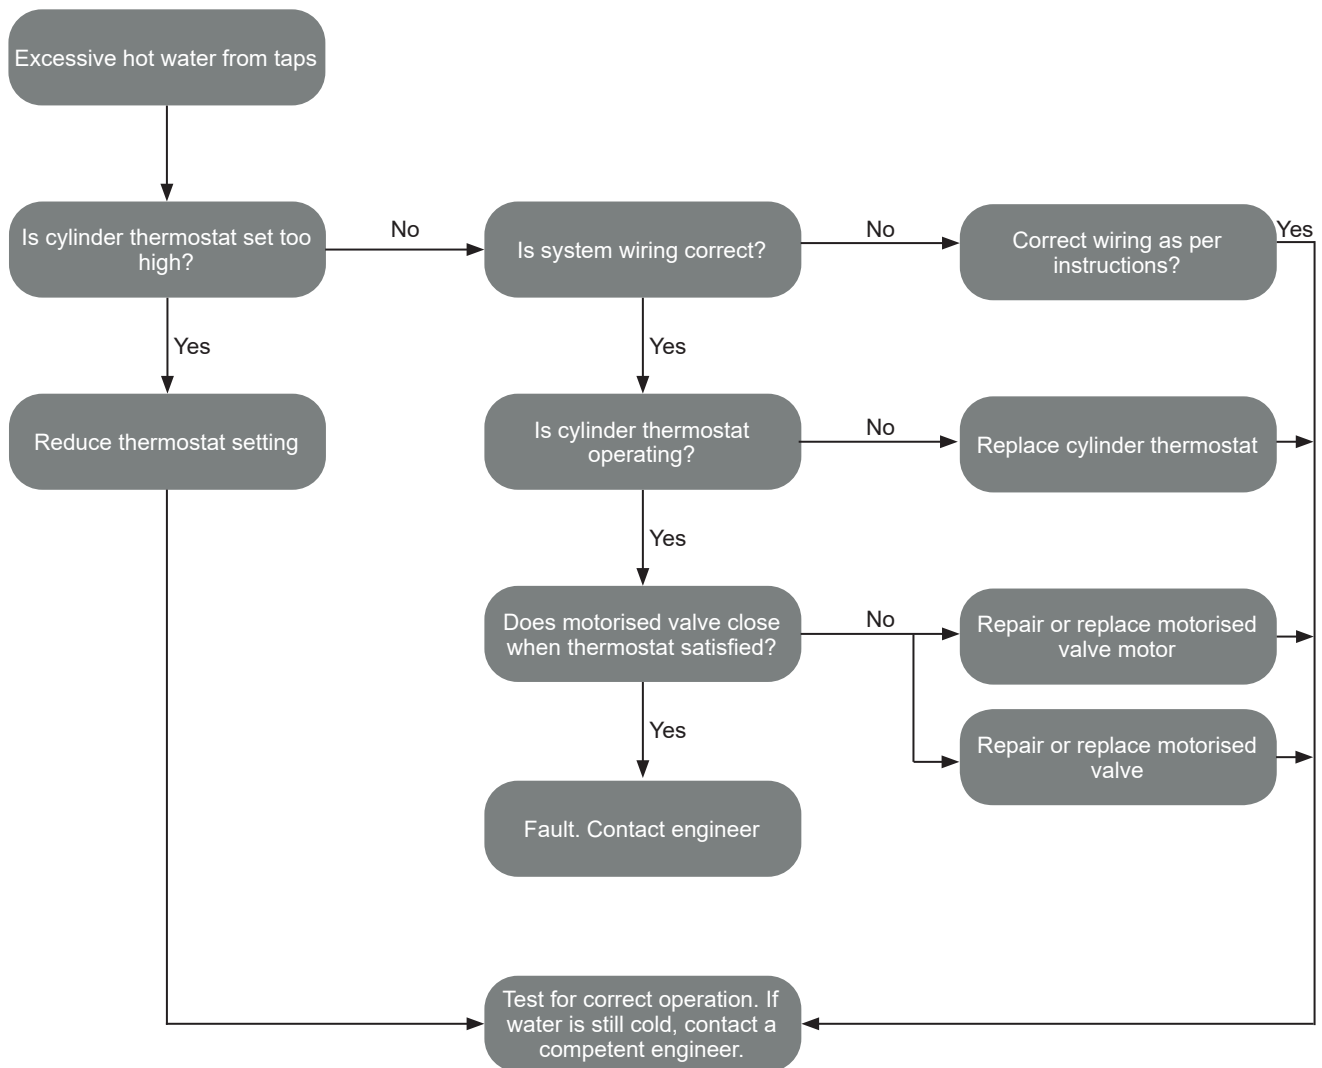 Excessive hot water from taps
Is cylinder thermostat set too
high?
No
Is system wiring correct?
No
Correct wiring as per
instructions?
Yes
Yes
Yes
Reduce thermostat setting
Is cylinder thermostat
operating?
No
Replace cylinder thermostat
Yes
Does motorised valve close
when thermostat satisfied?
No
Repair or replace motorised
valve motor
Repair or replace motorised
valve
Yes
Fault. Contact engineer
Test for correct operation. If
water is still cold, contact a
competent engineer.